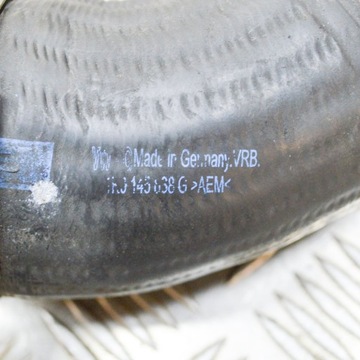 ©Made in Germany.VRB.
1K0 145 838 G >AEM<